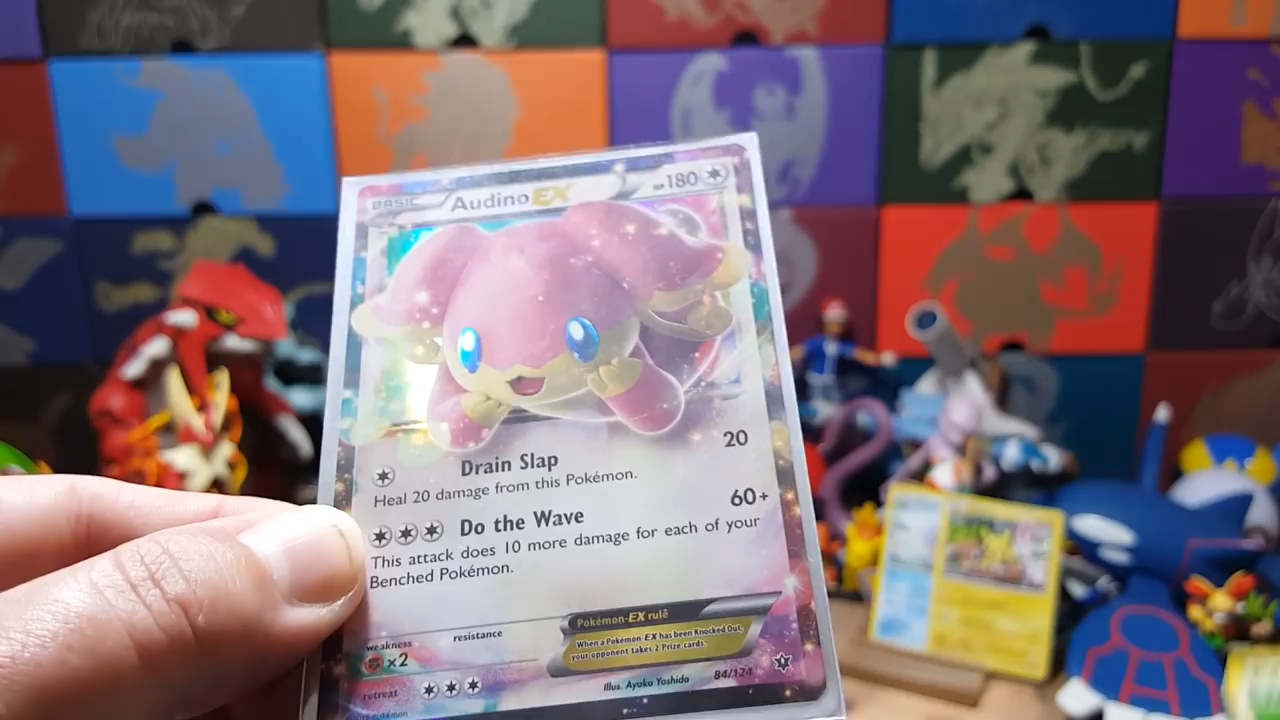 BASIC Audino EX HP180
Drain Slap 20
Heal 20 damage from this Pokémon.
Do the Wave 60+
This attack does 10 more damage for each of your
Benched Pokémon.
weakness resistance
×2
Pokémon-EX rule
When a Pokémon-EX has been Knocked Out,
your opponent takes 2 Prize cards.
retreat
Illus. Ayaka Yoshida 84/124